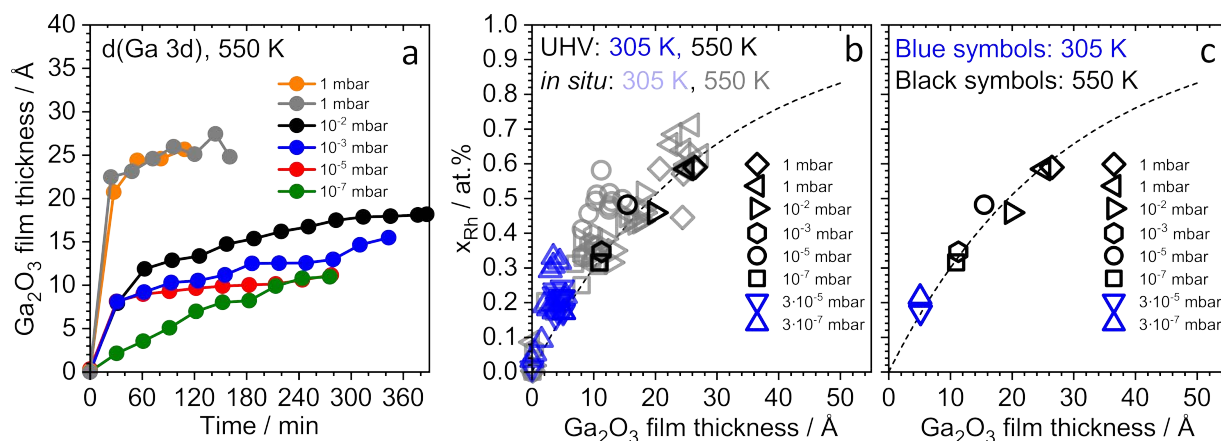 d(Ga 3d), 550 K
a
1 mbar
1 mbar
10⁻² mbar
10⁻³ mbar
10⁻⁵ mbar
10⁻⁷ mbar
40
35
30
25
20
15
10
5
0
Ga₂O₃ film thickness / Å
0 60 120 180 240 300 360
Time / min
UHV: 305 K, 550 K
b
in situ: 305 K, 550 K
1 mbar
1 mbar
10⁻² mbar
10⁻³ mbar
10⁻⁵ mbar
10⁻⁷ mbar
3·10⁻⁵ mbar
3·10⁻⁷ mbar
1.0
0.9
0.8
0.7
0.6
0.5
0.4
0.3
0.2
0.1
0.0
x_Rh / at.%
0 10 20 30 40 50
Ga₂O₃ film thickness / Å
Blue symbols: 305 K
c
Black symbols: 550 K
1 mbar
1 mbar
10⁻² mbar
10⁻³ mbar
10⁻⁵ mbar
10⁻⁷ mbar
3·10⁻⁵ mbar
3·10⁻⁷ mbar
0 10 20 30 40 50
Ga₂O₃ film thickness / Å